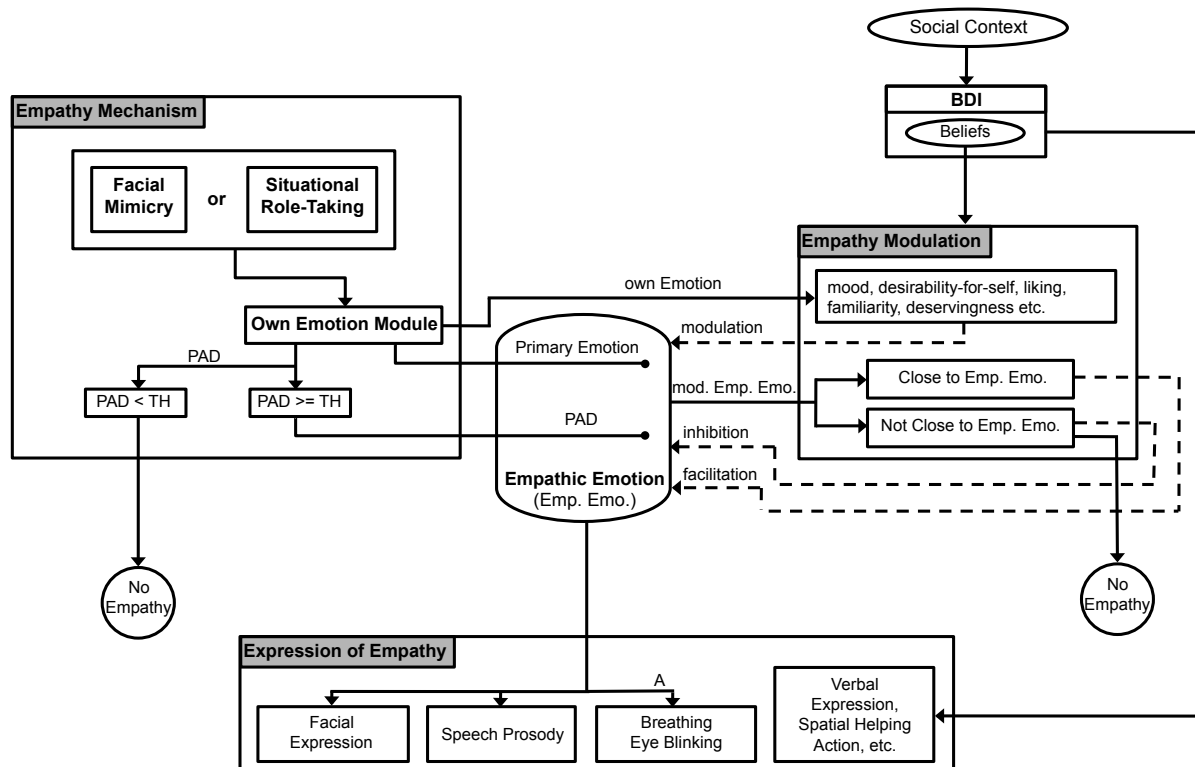 Social Context
BDI
Beliefs
Empathy Mechanism
Facial
Mimicry
or
Situational
Role-Taking
Own Emotion Module
PAD
PAD < TH
PAD >= TH
No
Empathy
own Emotion
modulation
Primary Emotion
mod. Emp. Emo.
PAD
inhibition
facilitation
Empathic Emotion
(Emp. Emo.)
Empathy Modulation
mood, desirability-for-self, liking,
familiarity, deservingness etc.
Close to Emp. Emo.
Not Close to Emp. Emo.
No
Empathy
Expression of Empathy
A
Facial
Expression
Speech Prosody
Breathing
Eye Blinking
Verbal
Expression,
Spatial Helping
Action, etc.